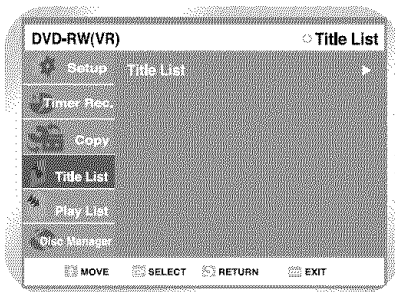 DVD-RW(VR) Title List
Setup Title List
Timer Rec.
Copy
Title List
Play List
Disc Manager
MOVE SELECT RETURN EXIT